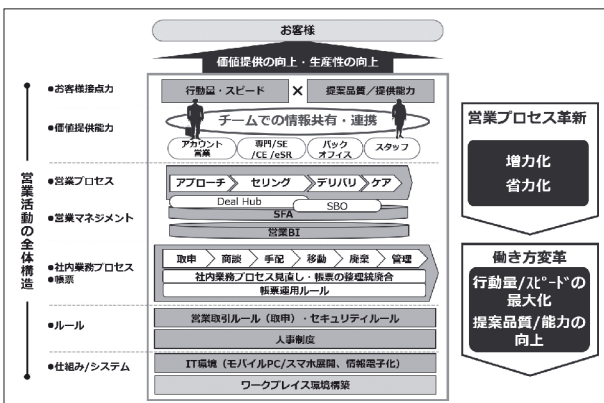 お客様
価値提供の向上・生産性の向上
●お客様接点力
行動量・スピード
×
提案品質/提供能力
●価値提供能力
チームでの情報共有・連携
アカウント
営業
専門/SE
/CE /eSR
バック
オフィス
スタッフ
●営業プロセス
アプローチ
セリング
デリバリ
ケア
Deal Hub
SBO
●営業マネジメント
SFA
営業BI
●社内業務プロセス
●帳票
取申
商談
手配
移動
廃棄
管理
社内業務プロセス見直し・帳票の整理統廃合
帳票運用ルール
●ルール
営業取引ルール(取申)・セキュリティルール
人事制度
●仕組み/システム
IT環境(モバイルPC/スマホ展開、情報電子化)
ワークプレイス環境構築
営業活動の全体構造
営業プロセス革新
増力化
省力化
働き方変革
行動量/スピードの
最大化
提案品質/能力の
向上